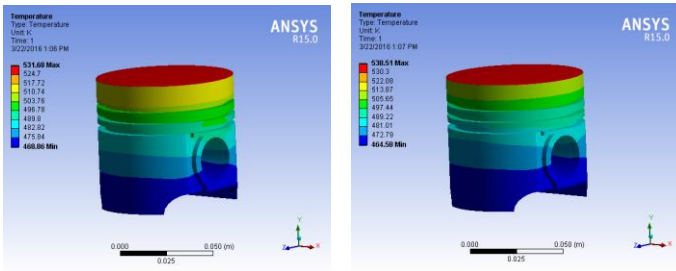 Temperature
Type: Temperature
Unit: K
Time: 1
3/22/2016 1:06 PM
ANSYS
R15.0
531.68 Max
524.7
517.72
510.74
503.76
496.78
489.8
482.82
475.84
468.86 Min
Y
Z
X
0.000
0.050 (m)
0.025
Temperature
Type: Temperature
Unit: K
Time: 1
3/22/2016 1:07 PM
ANSYS
R15.0
538.51 Max
530.3
522.08
513.87
505.65
497.44
489.22
481.01
472.79
464.58 Min
Y
Z
X
0.000
0.050 (m)
0.025